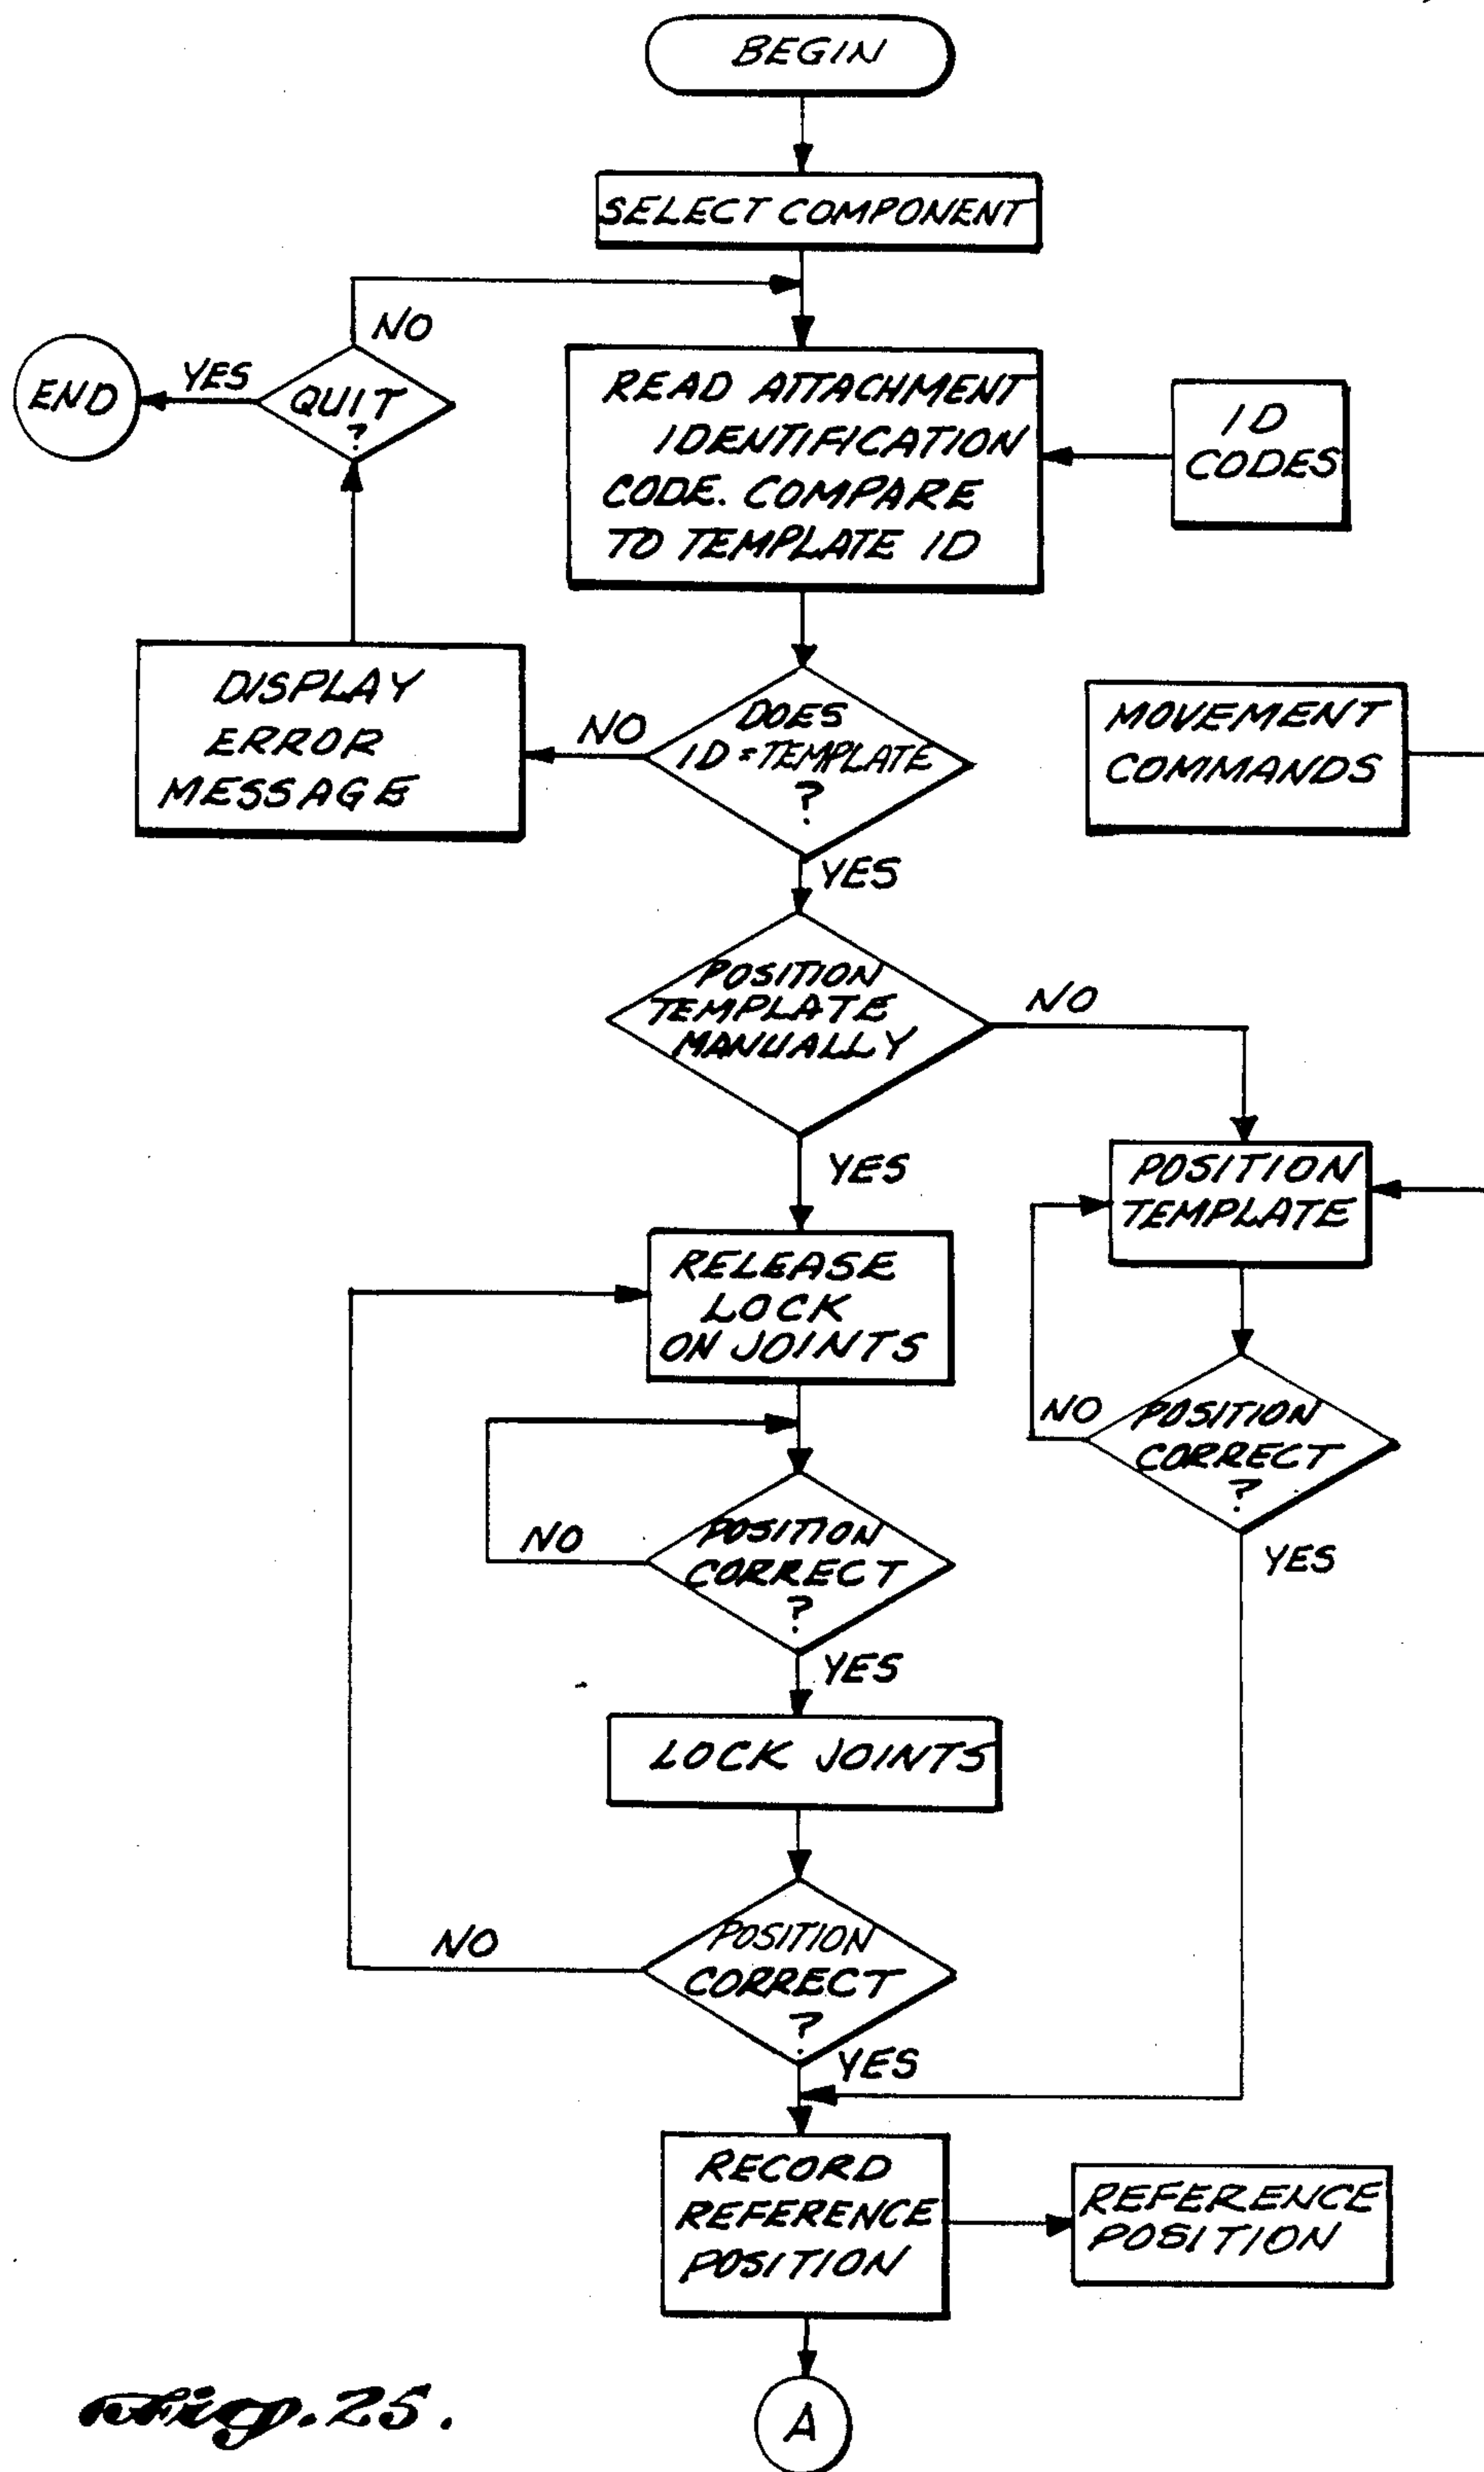 BEGIN
SELECT COMPONENT
NO
YES
END
QUIT
?
READ ATTACHMENT
IDENTIFICATION
CODE. COMPARE
TO TEMPLATE ID
ID
CODES
DISPLAY
ERROR
MESSAGE
NO
DOES
ID = TEMPLATE
?
MOVEMENT
COMMANDS
YES
POSITION
TEMPLATE
MANUALLY
NO
YES
POSITION
TEMPLATE
RELEASE
LOCK
ON JOINTS
NO
POSITION
CORRECT
?
YES
NO
POSITION
CORRECT
?
YES
LOCK JOINTS
NO
POSITION
CORRECT
?
YES
RECORD
REFERENCE
POSITION
REFERENCE
POSITION
A
Fig. 25.